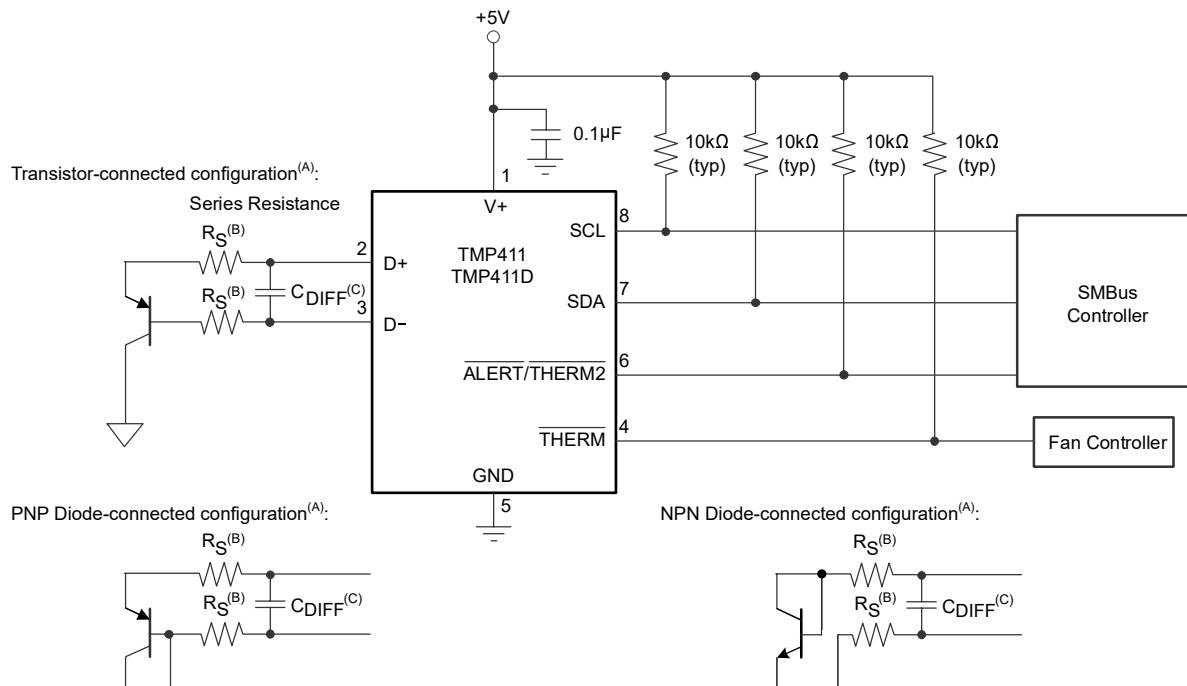 +5V
0.1µF
10kΩ
(typ)
10kΩ
(typ)
10kΩ
(typ)
10kΩ
(typ)
Transistor-connected configuration(A):
Series Resistance
RS(B)
RS(B)
CDIFF(C)
1
V+
2
D+
3
D−
TMP411
TMP411D
SCL
8
SDA
7
ALERT/THERM2
6
THERM
4
GND
5
SMBus
Controller
Fan Controller
PNP Diode-connected configuration(A):
RS(B)
RS(B)
CDIFF(C)
NPN Diode-connected configuration(A):
RS(B)
RS(B)
CDIFF(C)